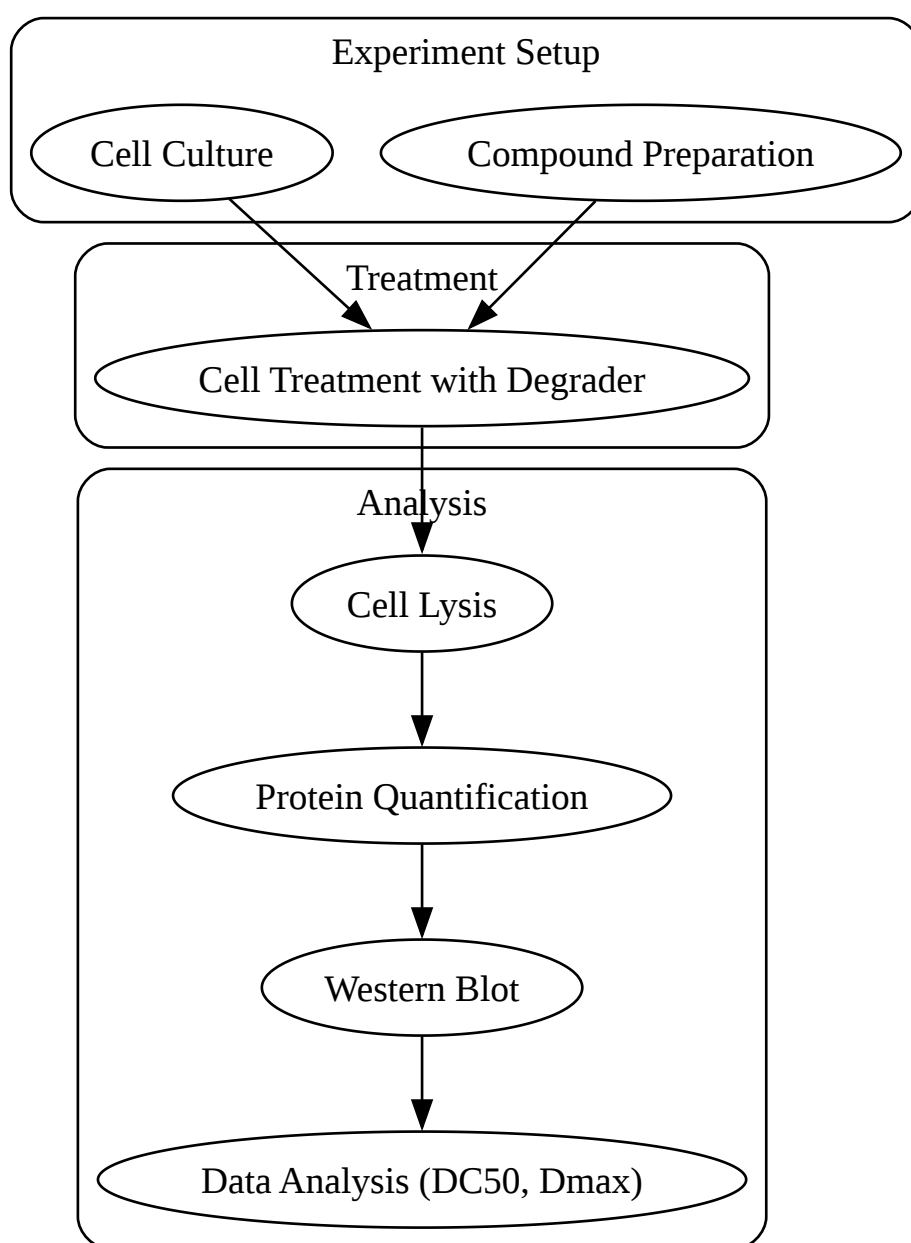 Experiment Setup
Cell Culture
Compound Preparation
Treatment
Cell Treatment with Degrader
Analysis
Cell Lysis
Protein Quantification
Western Blot
Data Analysis (DC50, Dmax)